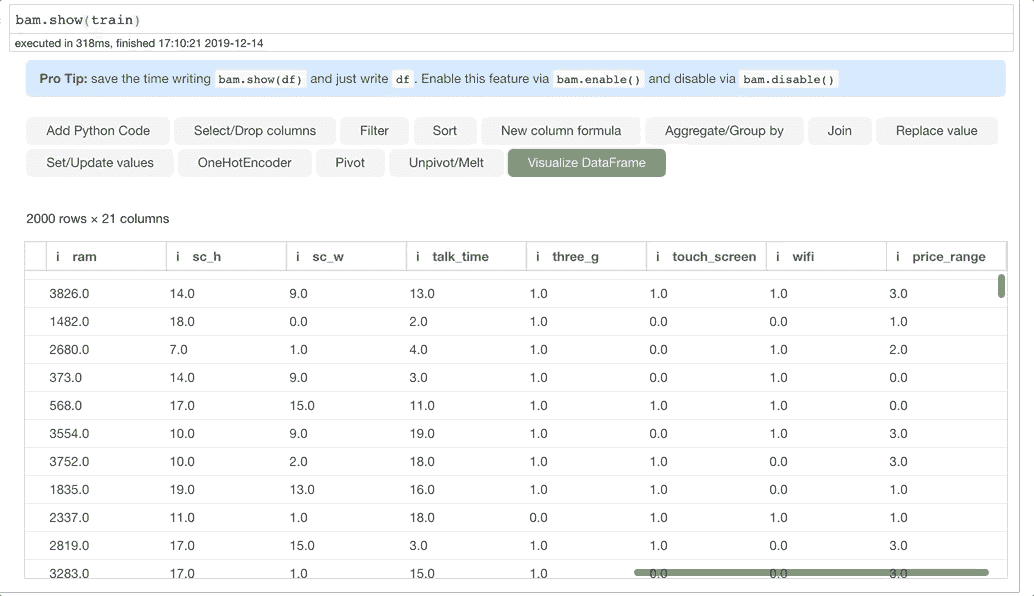 bam.show(train)
executed in 318ms, finished 17:10:21 2019-12-14
Pro Tip: save the time writing bam.show(df) and just write df . Enable this feature via bam.enable() and disable via bam.disable()
Add Python Code Select/Drop columns Filter Sort New column formula Aggregate/Group by Join Replace value
Set/Update values OneHotEncoder Pivot Unpivot/Melt Visualize DataFrame
2000 rows × 21 columns
i ram i sc_h i sc_w i talk_time i three_g i touch_screen i wifi i price_range
3826.0 14.0 9.0 13.0 1.0 1.0 1.0 3.0
1482.0 18.0 0.0 2.0 1.0 0.0 0.0 1.0
2680.0 7.0 1.0 4.0 1.0 0.0 1.0 2.0
373.0 14.0 9.0 3.0 1.0 0.0 1.0 0.0
568.0 17.0 15.0 11.0 1.0 1.0 1.0 0.0
3554.0 10.0 9.0 19.0 1.0 0.0 1.0 3.0
3752.0 10.0 2.0 18.0 1.0 1.0 0.0 3.0
1835.0 19.0 13.0 16.0 1.0 1.0 0.0 1.0
2337.0 11.0 1.0 18.0 0.0 1.0 1.0 1.0
2819.0 17.0 15.0 3.0 1.0 1.0 0.0 3.0
3283.0 17.0 1.0 15.0 1.0 0.0 0.0 3.0